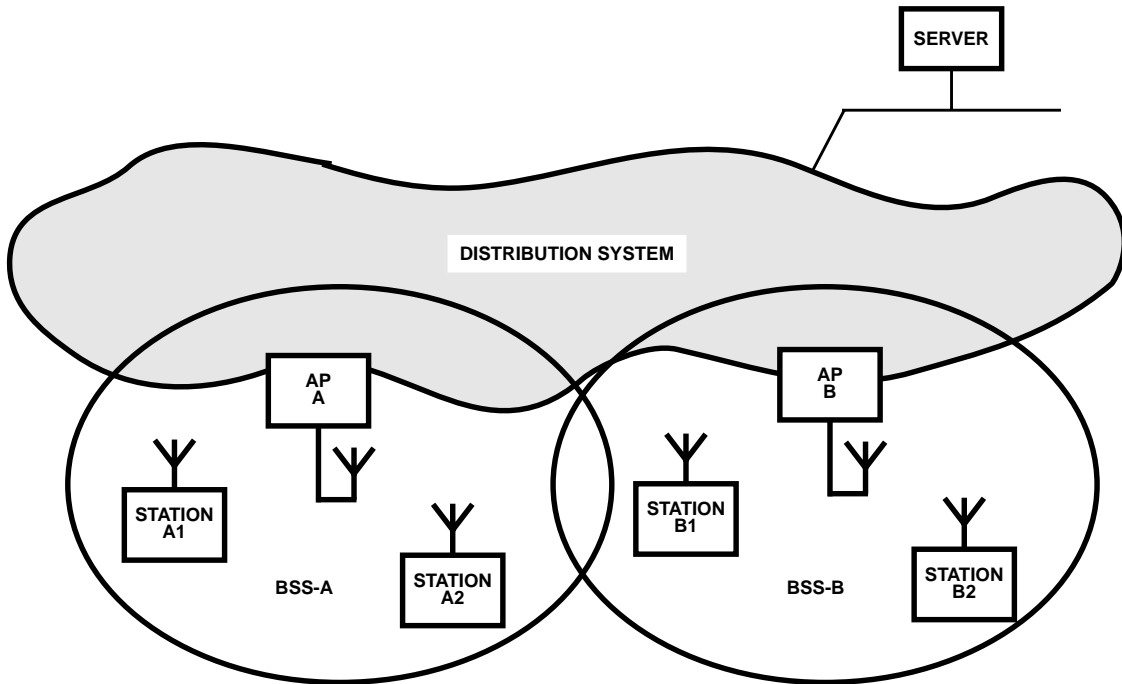 SERVER
DISTRIBUTION SYSTEM
AP
A
AP
B
STATION
A1
STATION
A2
BSS-A
STATION
B1
STATION
B2
BSS-B